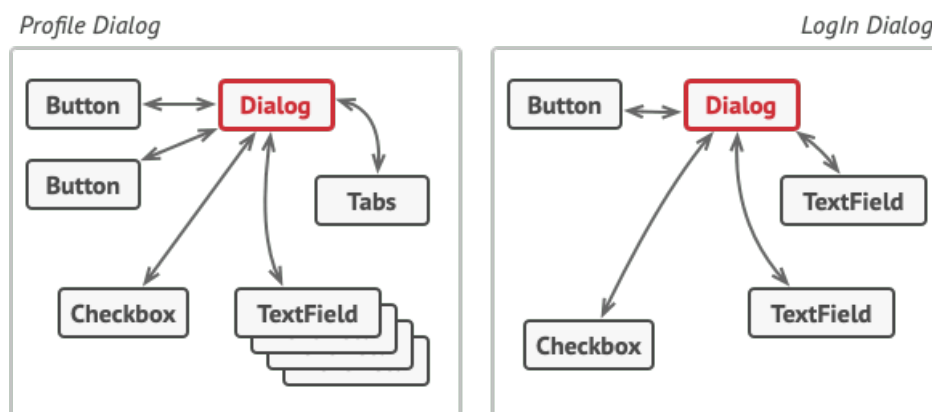 Profile Dialog
LogIn Dialog
Button
Dialog
Button
Tabs
Checkbox
TextField
Button
Dialog
TextField
TextField
Checkbox